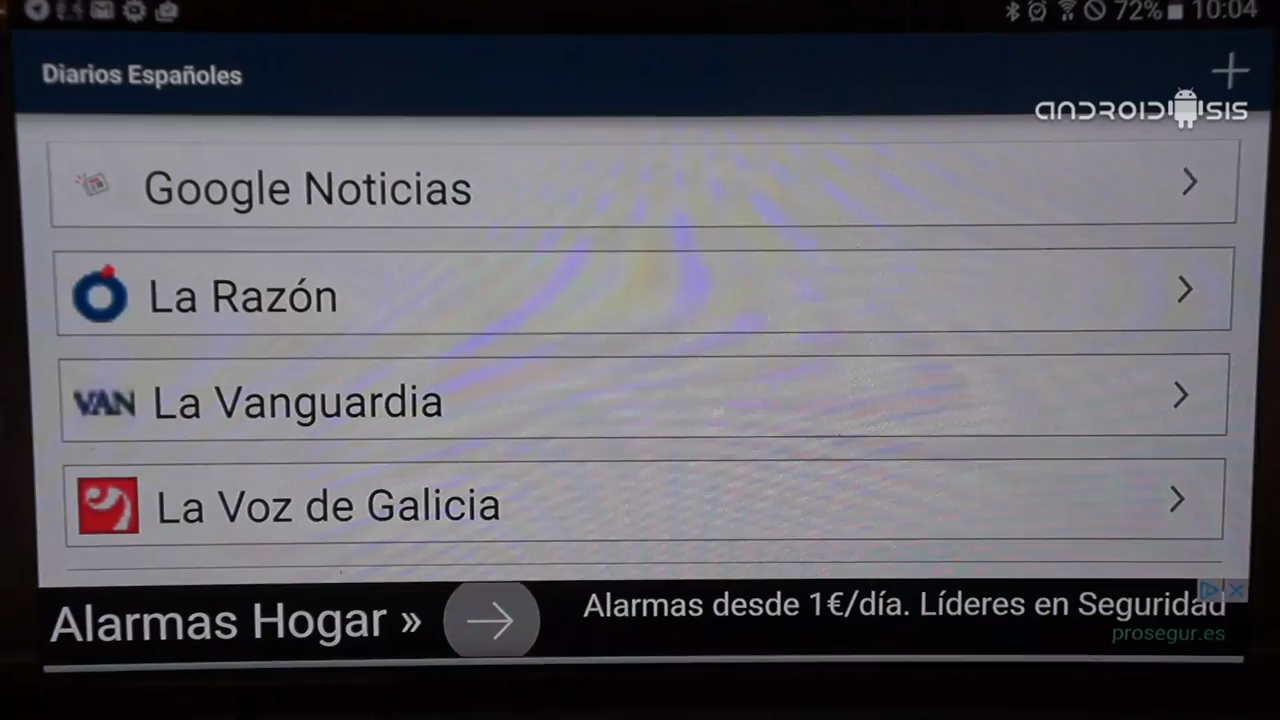 72% 10:04
Diarios Españoles
ANDROIDSIS
Google Noticias
La Razón
VAN La Vanguardia
La Voz de Galicia
Alarmas Hogar »
Alarmas desde 1€/día. Líderes en Seguridad
prosegur.es